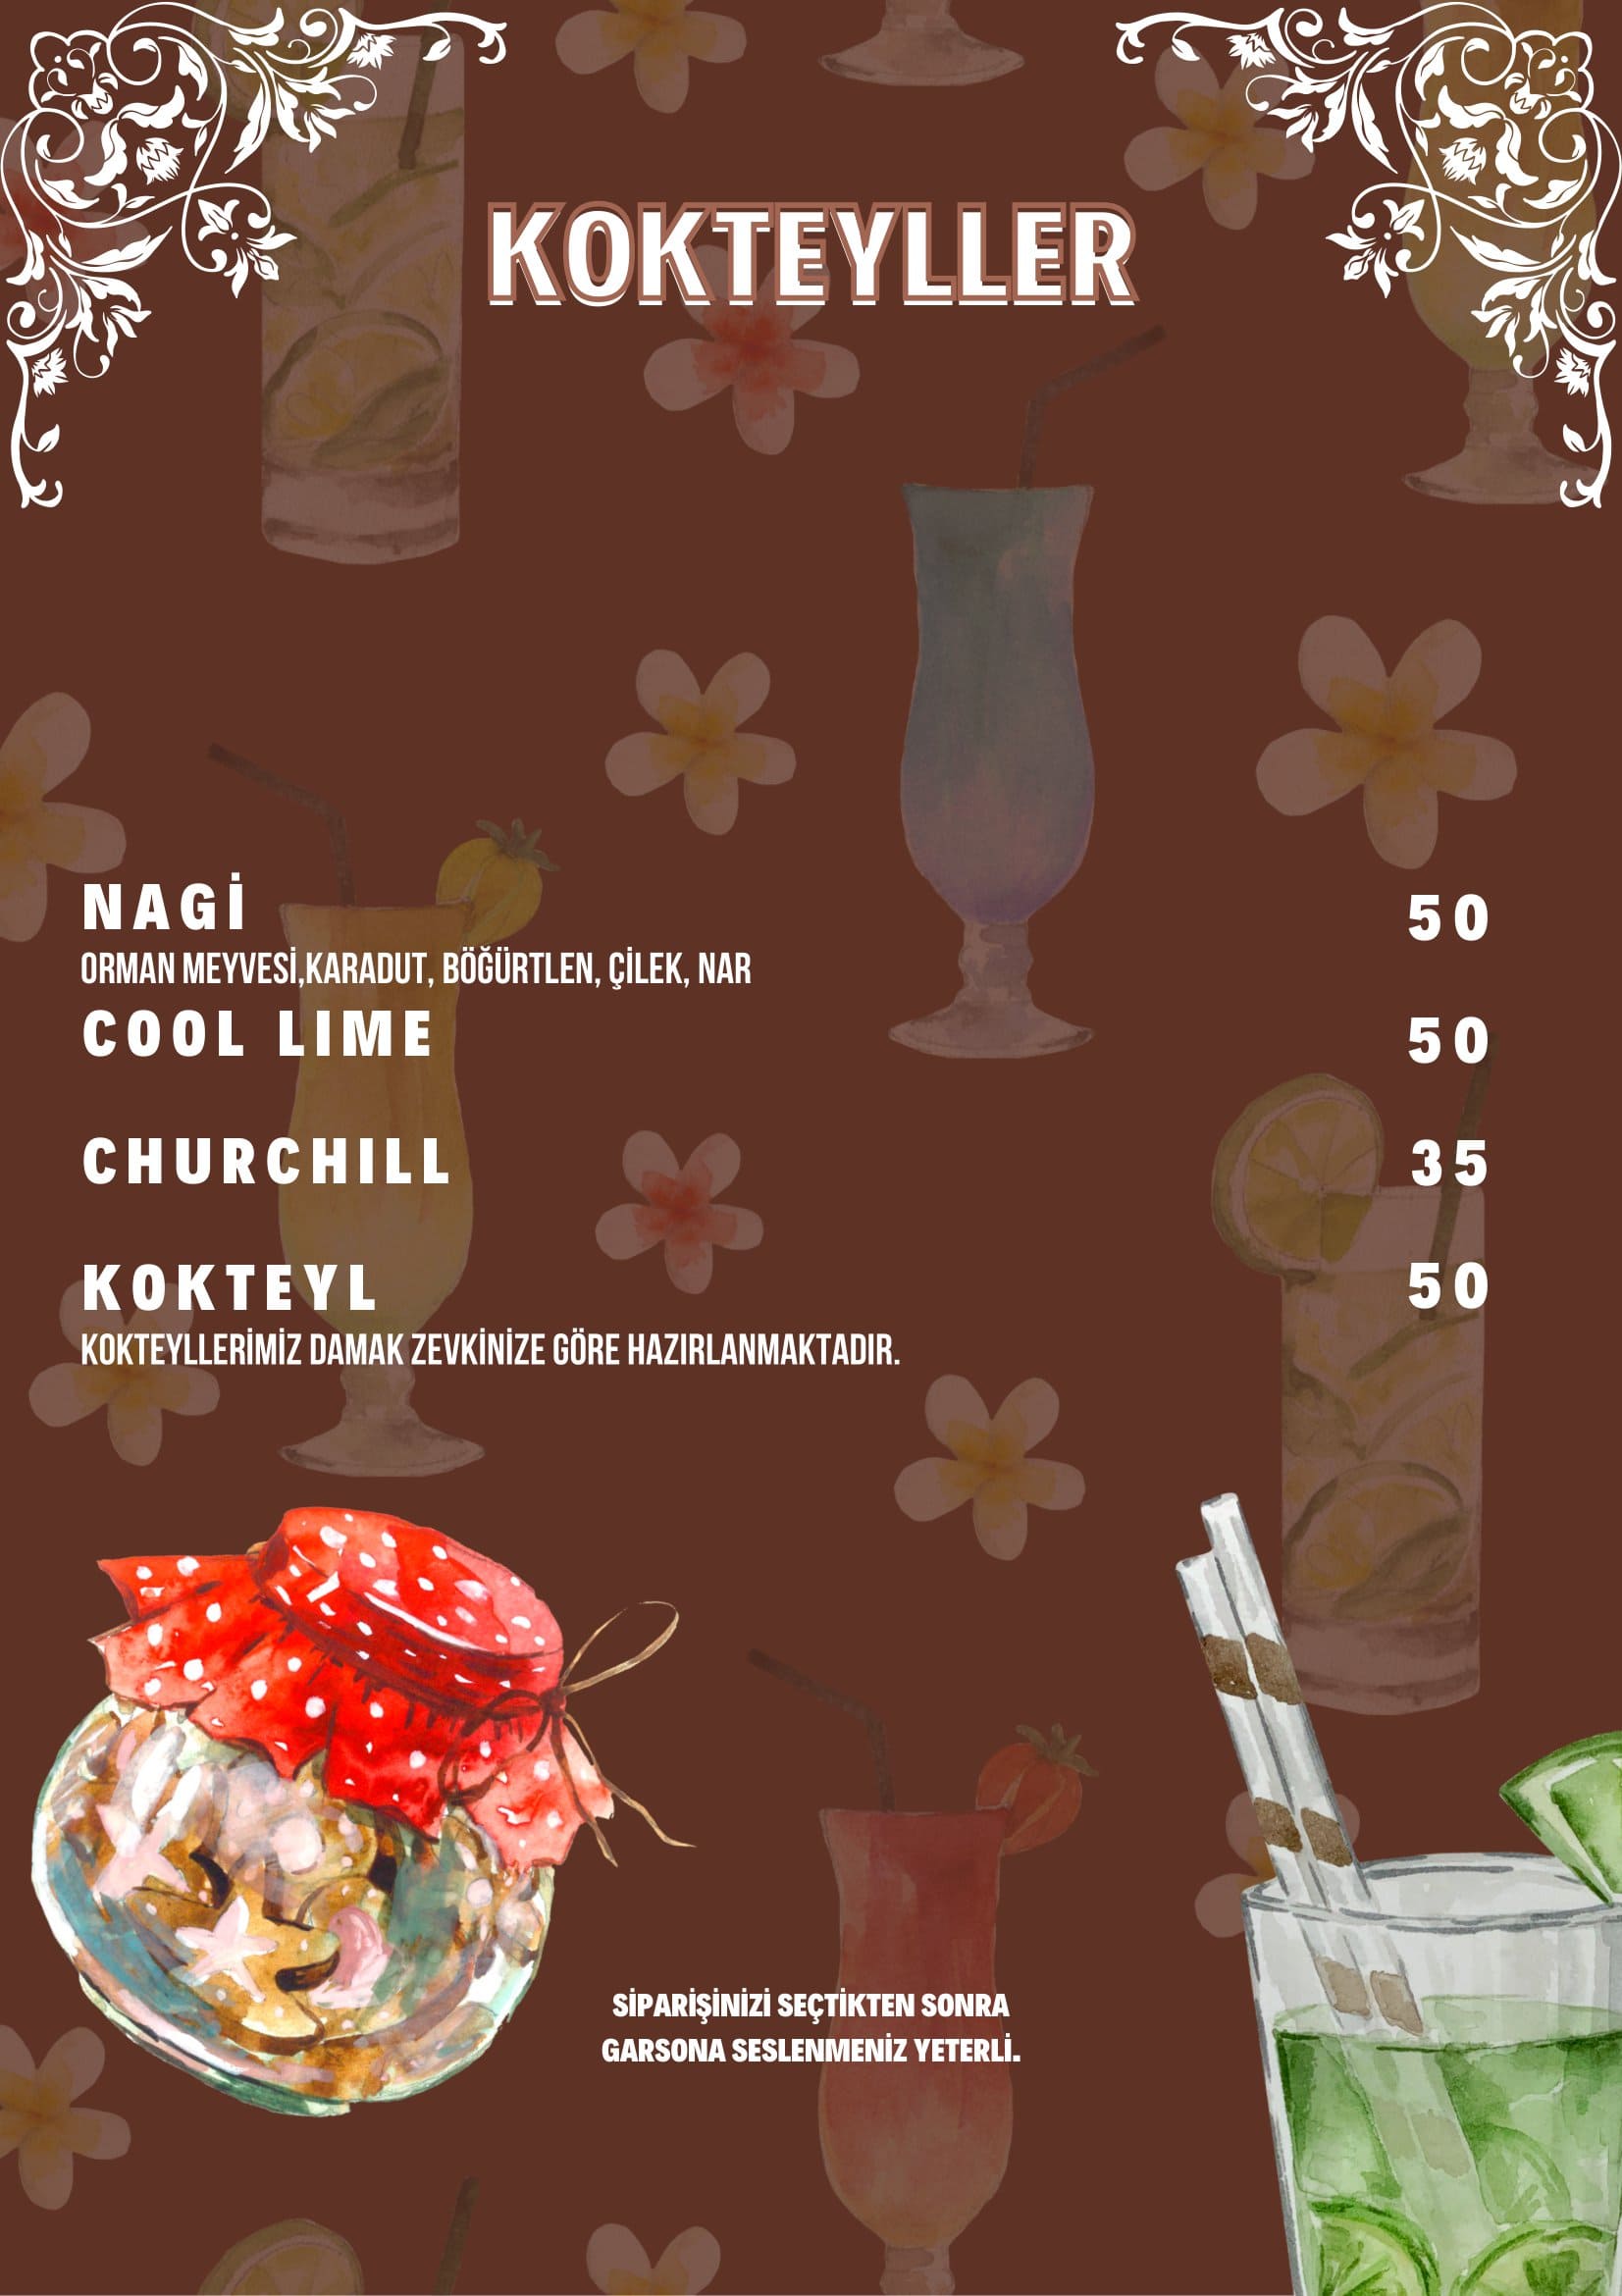 KOKTEYLLER
NAGİ 50
ORMAN MEYVESİ,KARADUT, BÖĞÜRTLEN, ÇİLEK, NAR
COOL LIME 50
CHURCHILL 35
KOKTEYL 50
KOKTEYLLERİMİZ DAMAK ZEVKİNİZE GÖRE HAZIRLANMAKTADIR.
SİPARİŞİNİZİ SEÇTİKTEN SONRA
GARSONA SESLENMENİZ YETERLİ.